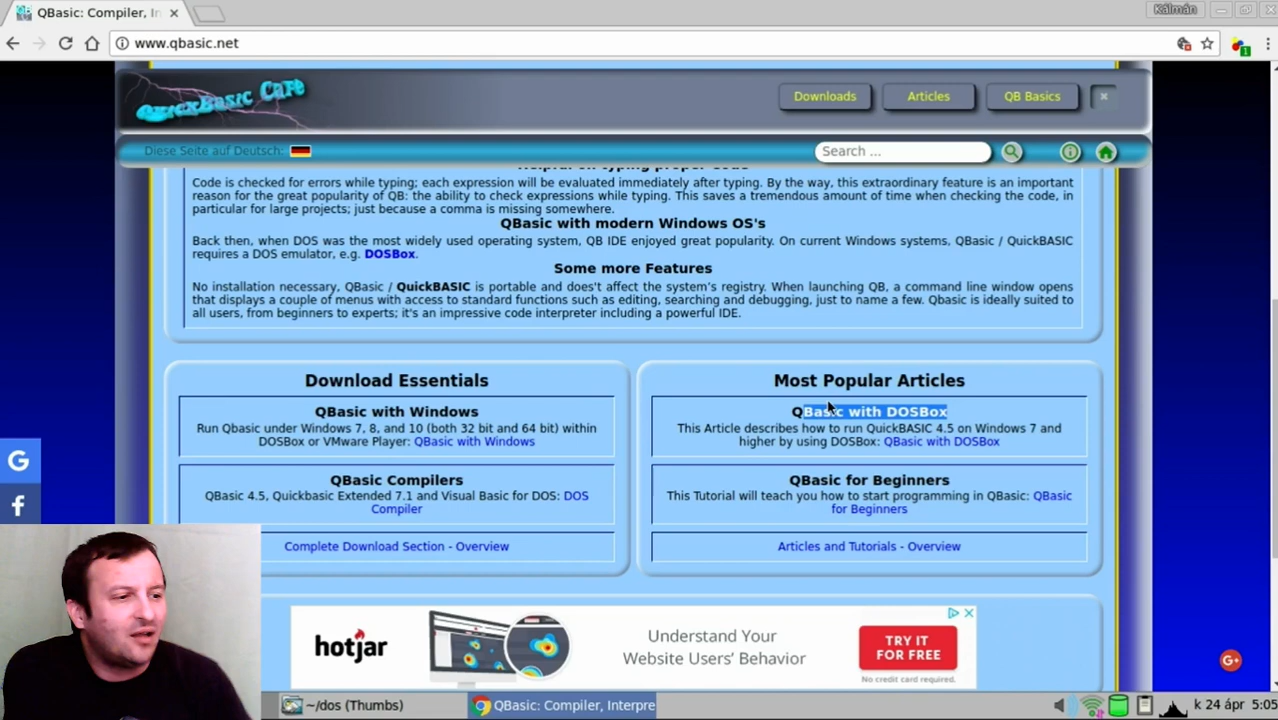 QBasic: Compiler, In
Kálmán
www.qbasic.net
1
QuickBasic Cafe
Downloads
Articles
QB Basics
Diese Seite auf Deutsch:
Search ...
Helpful on typing proper Code
Code is checked for errors while typing; each expression will be evaluated immediately after typing. By the way, this extraordinary feature is an important
reason for the great popularity of QB: the ability to check expressions while typing. This saves a tremendous amount of time when checking the code, in
particular for large projects; just because a comma is missing somewhere.
QBasic with modern Windows OS's
Back then, when DOS was the most widely used operating system, QB IDE enjoyed great popularity. On current Windows systems, QBasic / QuickBASIC
requires a DOS emulator, e.g. DOSBox.
Some more Features
No installation necessary, QBasic / QuickBASIC is portable and does't affect the system's registry. When launching QB, a command line window opens
that displays a couple of menus with access to standard functions such as editing, searching and debugging, just to name a few. Qbasic is ideally suited to
all users, from beginners to experts; it's an impressive code interpreter including a powerful IDE.
Download Essentials
QBasic with Windows
Run Qbasic under Windows 7, 8, and 10 (both 32 bit and 64 bit) within
DOSBox or VMware Player: QBasic with Windows
QBasic Compilers
QBasic 4.5, Quickbasic Extended 7.1 and Visual Basic for DOS: DOS
Compiler
Complete Download Section - Overview
Most Popular Articles
QBasic with DOSBox
This Article describes how to run QuickBASIC 4.5 on Windows 7 and
higher by using DOSBox: QBasic with DOSBox
QBasic for Beginners
This Tutorial will teach you how to start programming in QBasic: QBasic
for Beginners
Articles and Tutorials - Overview
G
f
hotjar
Understand Your
Website Users' Behavior
TRY IT
FOR FREE
No credit card required.
G+
~/dos (Thumbs)
QBasic: Compiler, Interpre
k 24 ápr 5:05